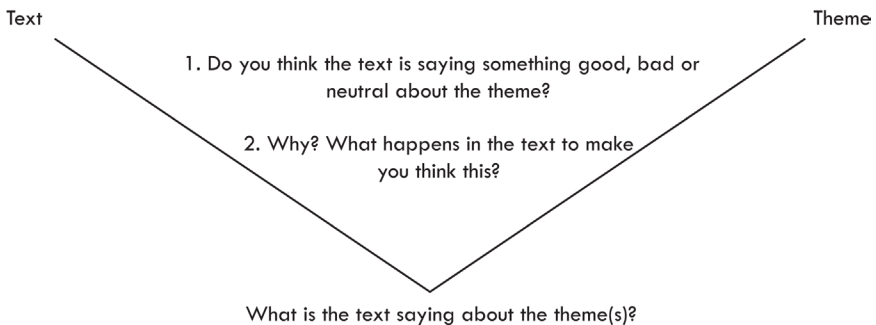 Text
Theme
1. Do you think the text is saying something good, bad or
neutral about the theme?
2. Why? What happens in the text to make
you think this?
What is the text saying about the theme(s)?